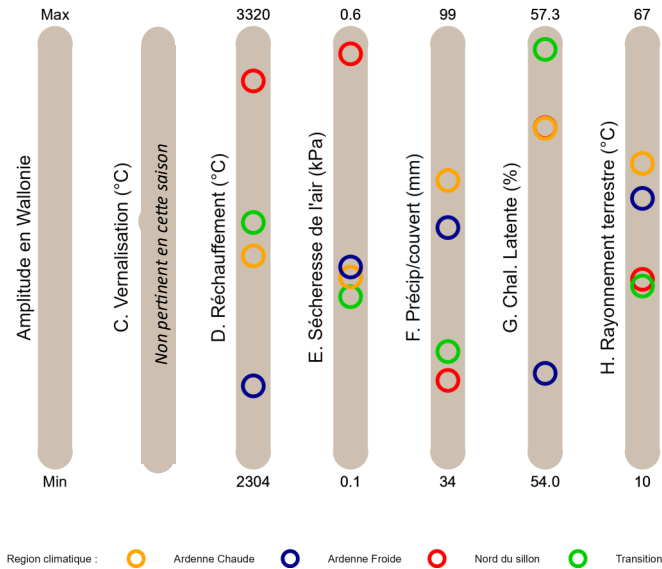 Max
3320
0.6
99
57.3
67
Amplitude en Wallonie
C. Vernalisation (°C)
Non pertinent en cette saison
D. Réchauffement (°C)
E. Sécheresse de l'air (kPa)
F. Précip/couvert (mm)
G. Chal. Latente (%)
H. Rayonnement terrestre (°C)
Min
2304
0.1
34
54.0
10
Region climatique :
Ardenne Chaude
Ardenne Froide
Nord du sillon
Transition